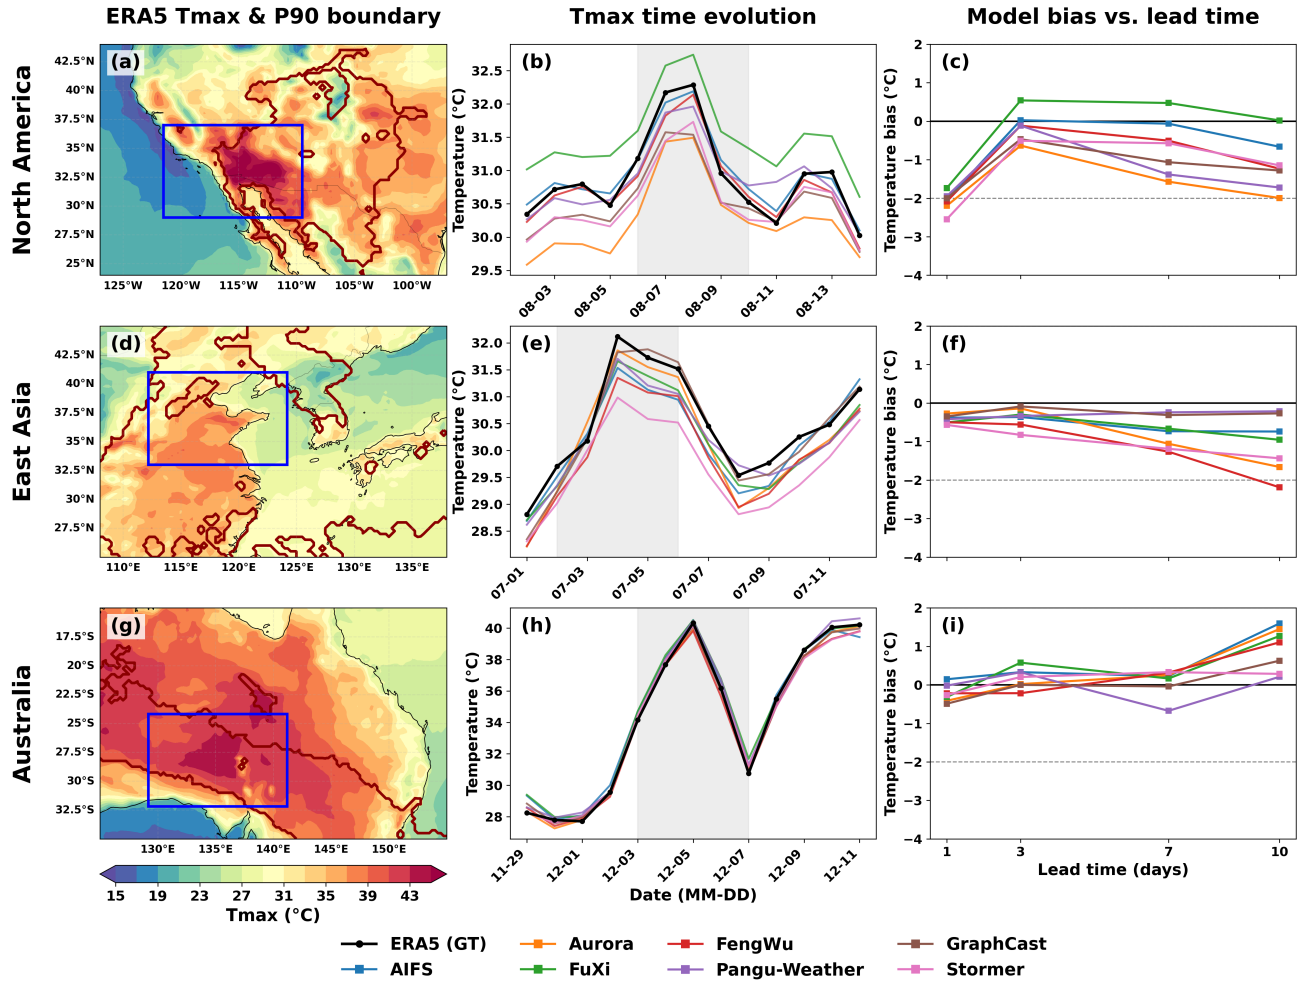 ERA5 Tmax & P90 boundary
Tmax time evolution
Model bias vs. lead time
North America
(a)
42.5°N
40°N
37.5°N
35°N
32.5°N
30°N
27.5°N
25°N
125°W 120°W 115°W 110°W 105°W 100°W
(b)
Temperature (°C)
32.5
32.0
31.5
31.0
30.5
30.0
29.5
08-03 08-05 08-07 08-09 08-11 08-13
(c)
Temperature bias (°C)
2
1
0
−1
−2
−3
−4
East Asia
(d)
42.5°N
40°N
37.5°N
35°N
32.5°N
30°N
27.5°N
110°E 115°E 120°E 125°E 130°E 135°E
(e)
Temperature (°C)
32.0
31.5
31.0
30.5
30.0
29.5
29.0
28.5
07-01 07-03 07-05 07-07 07-09 07-11
(f)
Temperature bias (°C)
2
1
0
−1
−2
−3
−4
Australia
(g)
17.5°S
20°S
22.5°S
25°S
27.5°S
30°S
32.5°S
130°E 135°E 140°E 145°E 150°E
15 19 23 27 31 35 39 43
Tmax (°C)
(h)
Temperature (°C)
40
38
36
34
32
30
28
11-29 12-01 12-03 12-05 12-07 12-09 12-11
Date (MM-DD)
(i)
Temperature bias (°C)
2
1
0
−1
−2
−3
−4
1 3 7 10
Lead time (days)
ERA5 (GT) Aurora FengWu GraphCast
AIFS FuXi Pangu-Weather Stormer